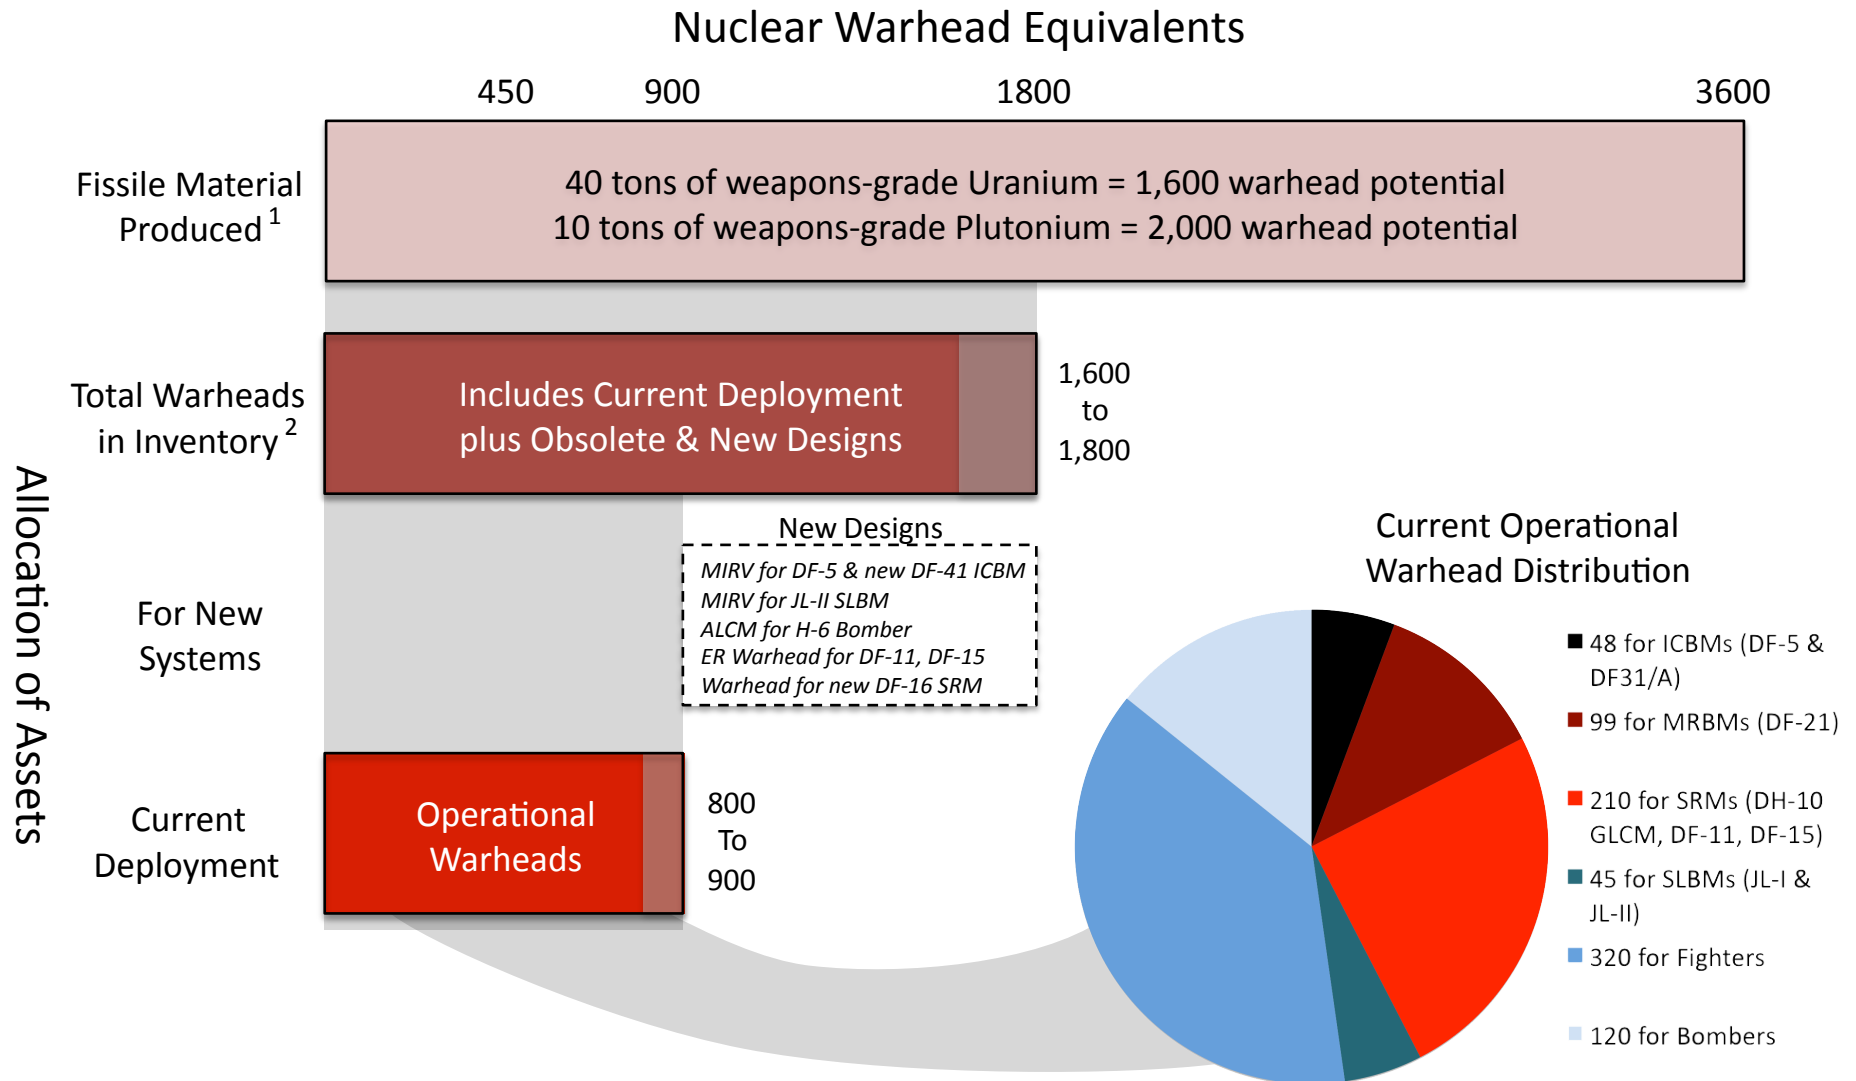 Nuclear Warhead Equivalents
450 900 1800 3600
Fissile Material
Produced 1
40 tons of weapons-grade Uranium = 1,600 warhead potential
10 tons of weapons-grade Plutonium = 2,000 warhead potential
Total Warheads
in Inventory 2
Includes Current Deployment
plus Obsolete & New Designs
1,600
to
1,800
Allocation of Assets
For New
Systems
New Designs
MIRV for DF-5 & new DF-41 ICBM
MIRV for JL-II SLBM
ALCM for H-6 Bomber
ER Warhead for DF-11, DF-15
Warhead for new DF-16 SRM
Current
Deployment
Operational
Warheads
800
To
900
Current Operational
Warhead Distribution
48 for ICBMs (DF-5 &
DF31/A)
99 for MRBMs (DF-21)
210 for SRMs (DH-10
GLCM, DF-11, DF-15)
45 for SLBMs (JL-I &
JL-II)
320 for Fighters
120 for Bombers